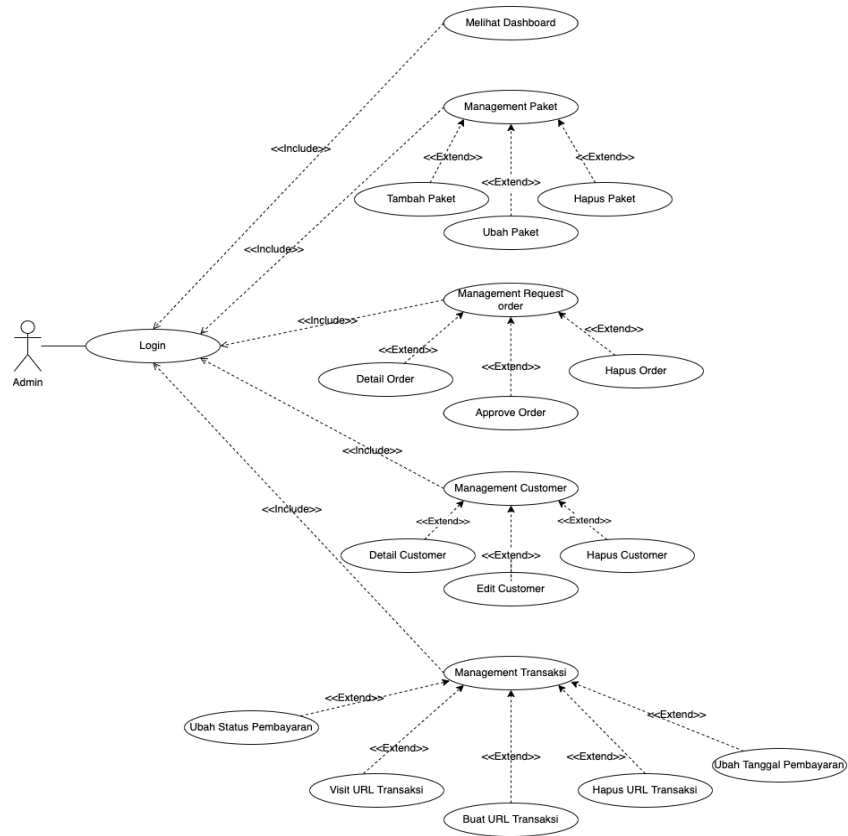 Melihat Dashboard
Management Paket
<<Include>>
<<Extend>>
<<Extend>>
<<Extend>>
Tambah Paket
Hapus Paket
Ubah Paket
<<Include>>
Management Request
order
<<Include>>
Login
Admin
<<Extend>>
<<Extend>>
<<Extend>>
Detail Order
Hapus Order
Approve Order
<<Include>>
Management Customer
<<Include>>
<<Extend>>
<<Extend>>
<<Extend>>
Detail Customer
Hapus Customer
Edit Customer
Management Transaksi
<<Extend>>
<<Extend>>
Ubah Status Pembayaran
<<Extend>>
<<Extend>>
<<Extend>>
Ubah Tanggal Pembayaran
Visit URL Transaksi
Hapus URL Transaksi
Buat URL Transaksi